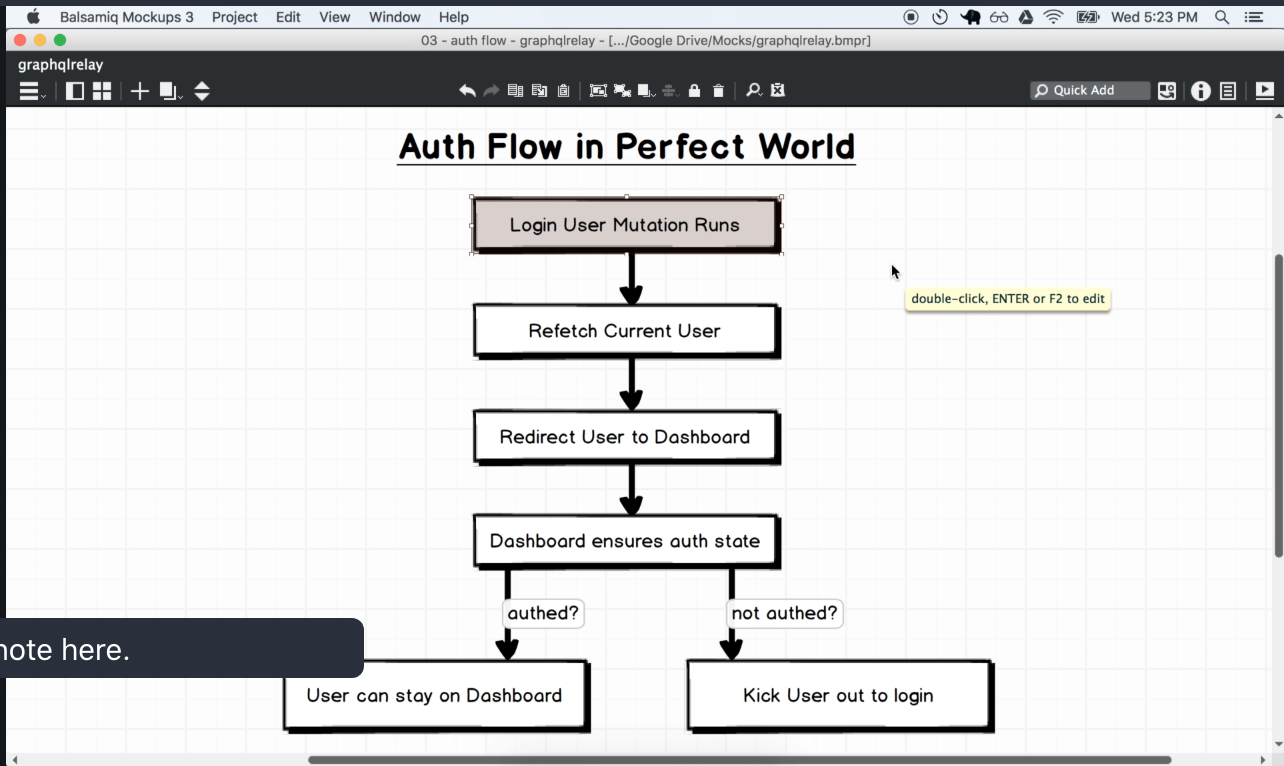 Balsamiq Mockups 3 Project Edit View Window Help Wed 5:23 PM
03 - auth flow - graphqlrelay - [.../Google Drive/Mocks/graphqlrelay.bmpr]
graphqlrelay
Quick Add
Auth Flow in Perfect World
Login User Mutation Runs
double-click, ENTER or F2 to edit
Refetch Current User
Redirect User to Dashboard
Dashboard ensures auth state
authed?
not authed?
note here.
User can stay on Dashboard
Kick User out to login